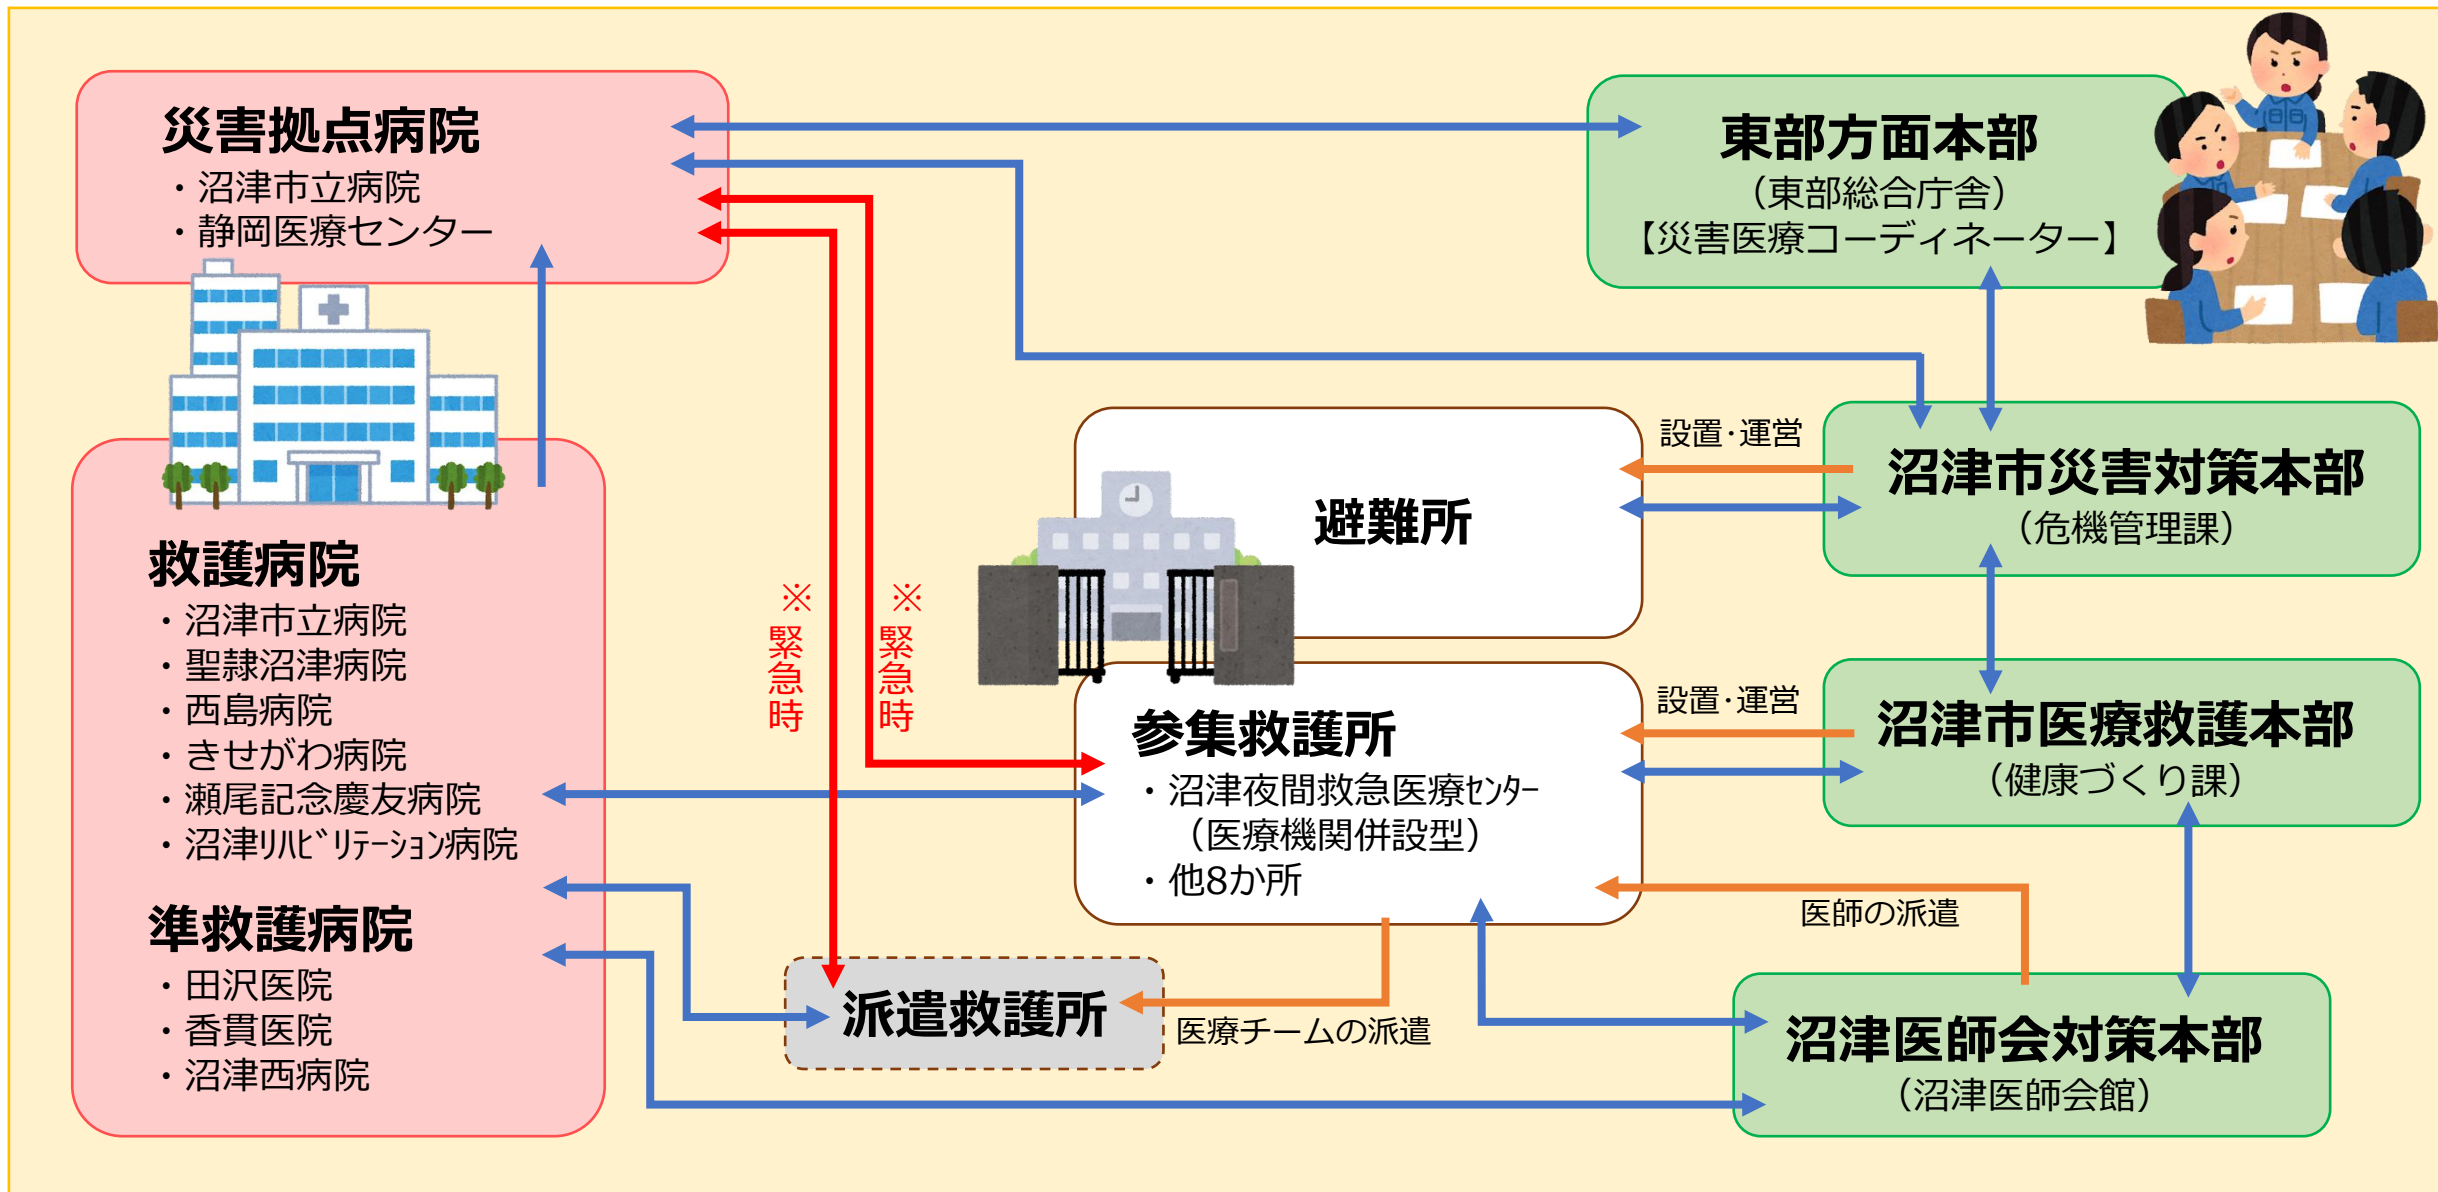 災害拠点病院
・沼津市立病院
・静岡医療センター
東部方面本部
（東部総合庁舎）
【災害医療コーディネーター】
救護病院
・沼津市立病院
・聖隷沼津病院
・西島病院
・きせがわ病院
・瀬尾記念慶友病院
・沼津ﾘﾊﾋﾞﾘﾃｰｼｮﾝ病院
準救護病院
・田沢医院
・香貫医院
・沼津西病院
※緊急時
※緊急時
避難所
設置･運営
沼津市災害対策本部
（危機管理課）
参集救護所
・沼津夜間救急医療ｾﾝﾀｰ
（医療機関併設型）
・他8か所
設置･運営
沼津市医療救護本部
（健康づくり課）
医師の派遣
派遣救護所
医療チームの派遣
沼津医師会対策本部
（沼津医師会館）